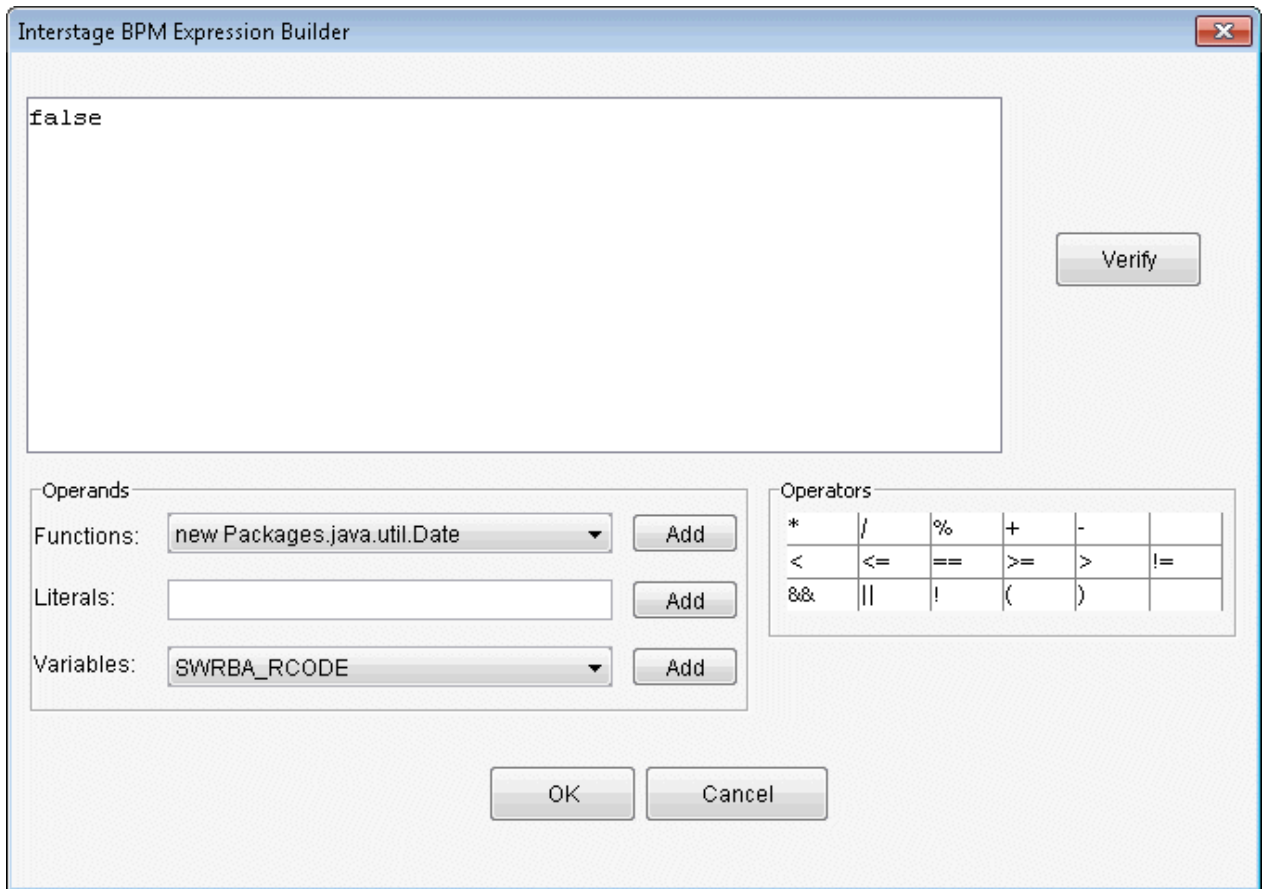 Interstage BPM Expression Builder
false
Verify
Operands
Functions: new Packages.java.util.Date Add
Literals: Add
Variables: SWRBA_RCODE Add
Operators
* / % + -
< <= == >= > !=
&& || ! ( )
OK Cancel